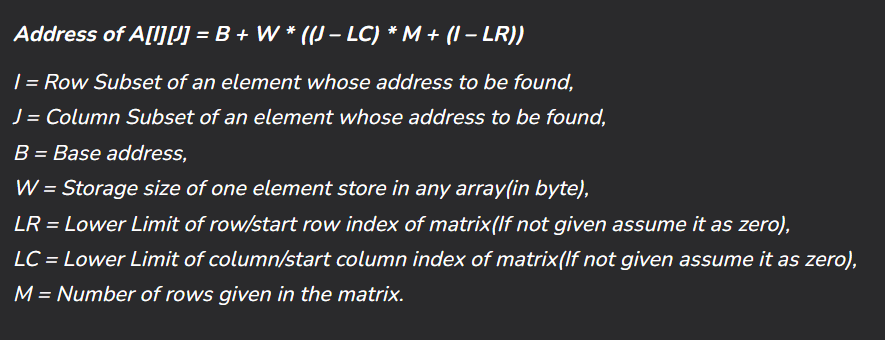 Address of A[I][J] = B + W * ((J – LC) * M + (I – LR))
I = Row Subset of an element whose address to be found,
J = Column Subset of an element whose address to be found,
B = Base address,
W = Storage size of one element store in any array(in byte),
LR = Lower Limit of row/start row index of matrix(If not given assume it as zero),
LC = Lower Limit of column/start column index of matrix(If not given assume it as zero),
M = Number of rows given in the matrix.